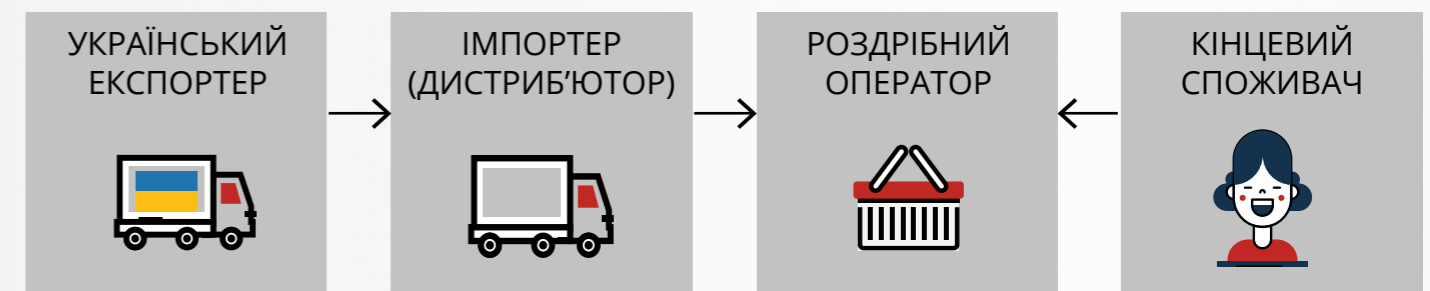 УКРАЇНСЬКИЙ
ЕКСПОРТЕР
ІМПОРТЕР
(ДИСТРИБ’ЮТОР)
РОЗДРІБНИЙ
ОПЕРАТОР
КІНЦЕВИЙ
СПОЖИВАЧ